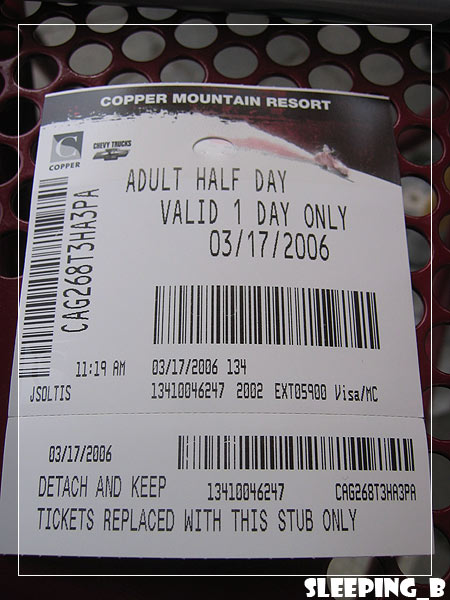 COPPER MOUNTAIN RESORT
COPPER
CHEVY TRUCKS
ADULT HALF DAY
VALID 1 DAY ONLY
03/17/2006
CAG268T3HA3PA
11:19 AM 03/17/2006 134
JSOLTIS 13410046247 2002 EXT05900 Visa/MC
03/17/2006
DETACH AND KEEP 13410046247 CAG268T3HA3PA
TICKETS REPLACED WITH THIS STUB ONLY
SLEEPING_B